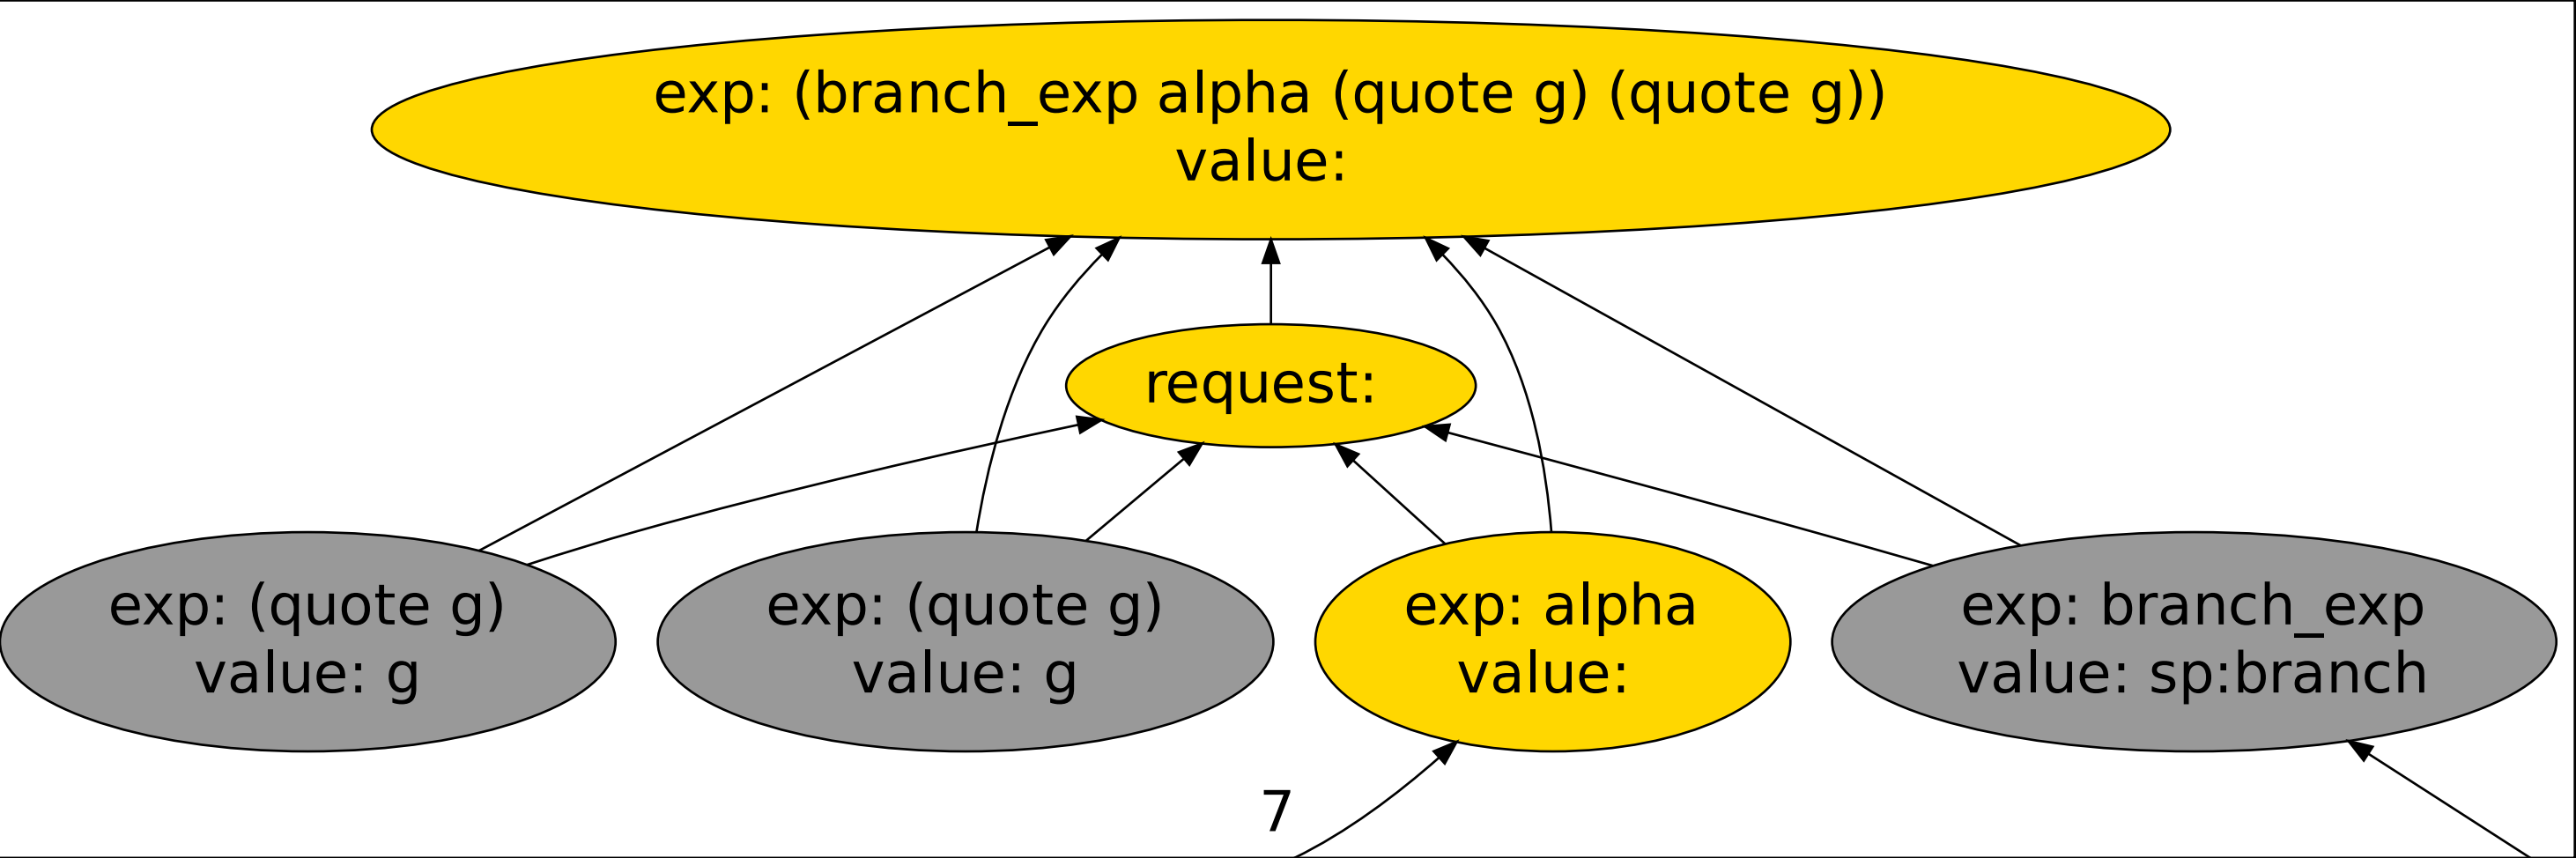 exp: (branch_exp alpha (quote g) (quote g))
value:
request:
exp: (quote g)
value: g
exp: (quote g)
value: g
exp: alpha
value:
exp: branch_exp
value: sp:branch
7